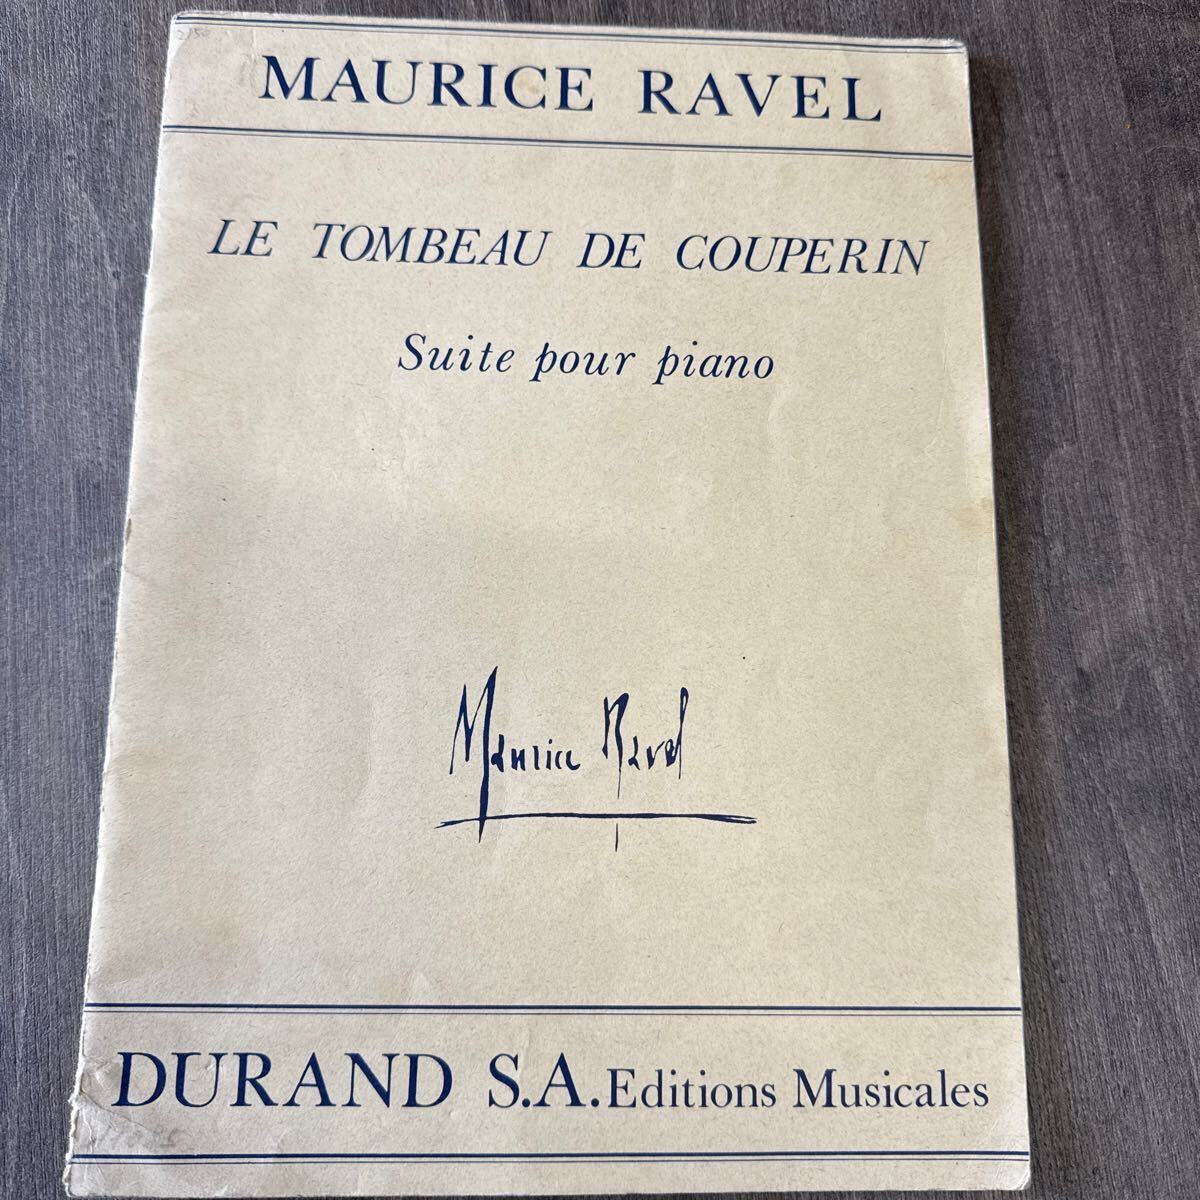 MAURICE RAVEL
LE TOMBEAU DE COUPERIN
Suite pour piano
Maurice Ravel
DURAND S.A. Editions Musicales